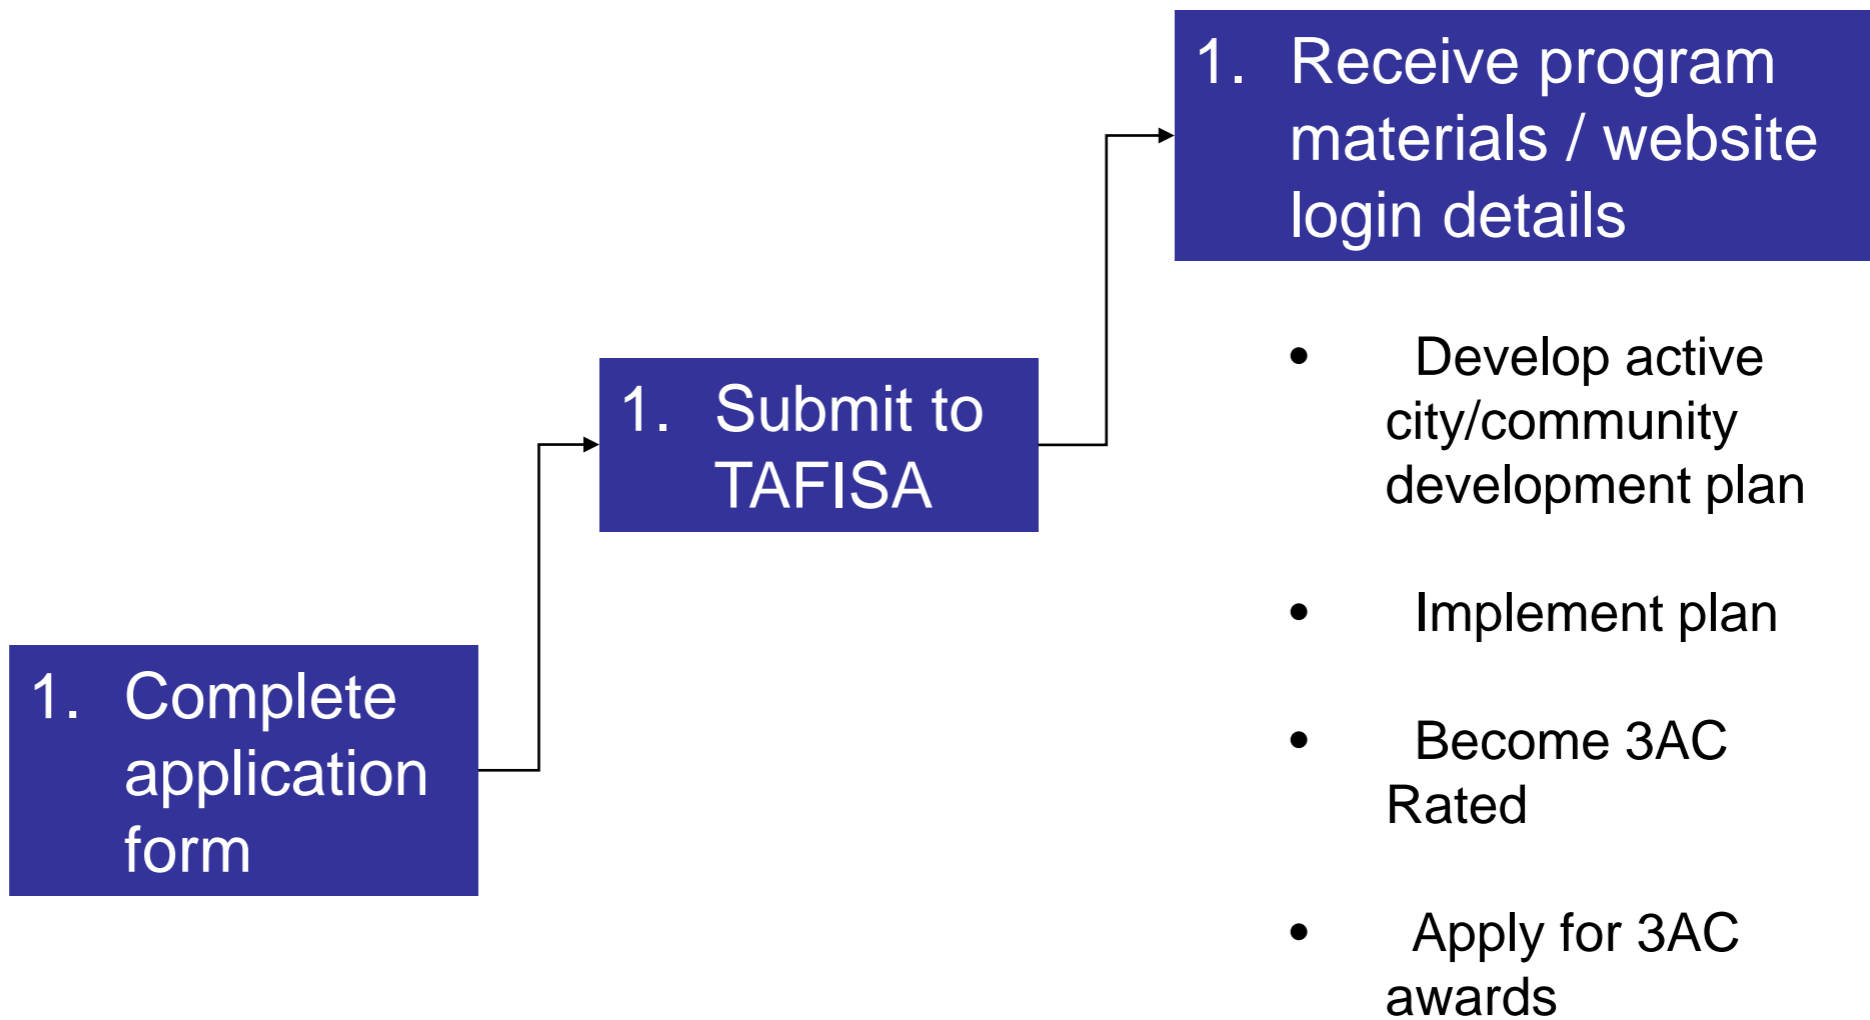 1. Receive program
materials / website
login details
• Develop active
city/community
development plan
• Implement plan
• Become 3AC
Rated
• Apply for 3AC
awards
1. Submit to
TAFISA
1. Complete
application
form